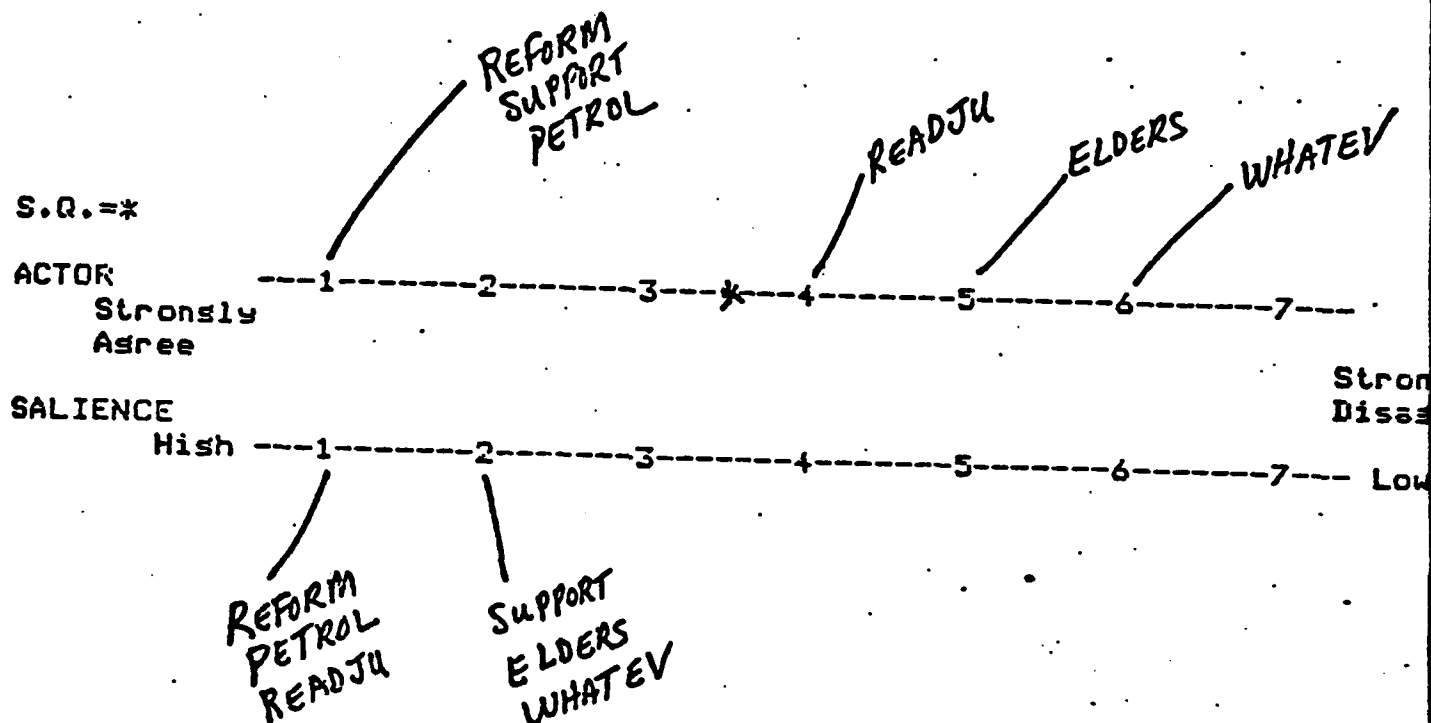 REFORM
SUPPORT
PETROL
READJU
ELDERS
WHATEV
S.Q.=*
ACTOR ---1---------2---------3----*----4---------5---------6---------7---
Strongly
Agree
Stron
Disag
SALIENCE
High ---1---------2---------3---------4---------5---------6---------7--- Low
REFORM
PETROL
READJU
SUPPORT
ELDERS
WHATEV